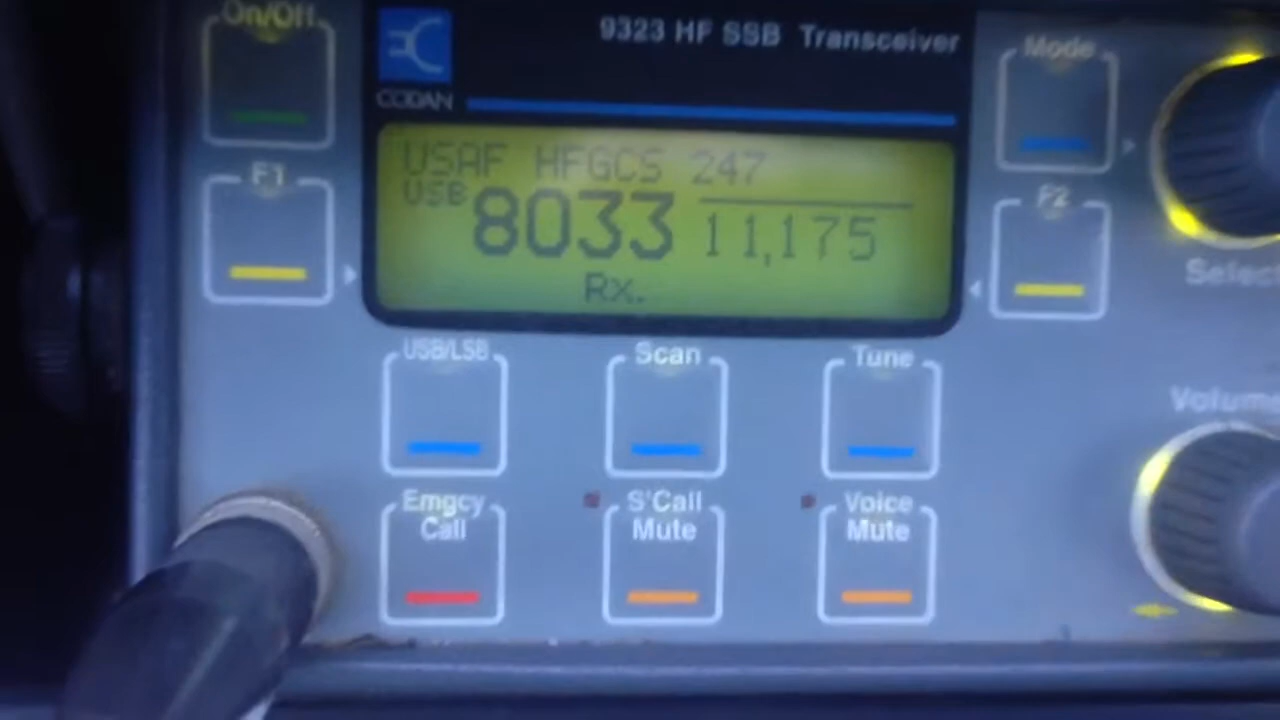 On/Off
9323 HF SSB Transceiver
CODAN
Mode
F1
USAF HFGCS 247
USB 8033 11,175
Rx.
F2
Select
USB/LSB
Scan
Tune
Volume
Emgcy Call
S'Call Mute
Voice Mute